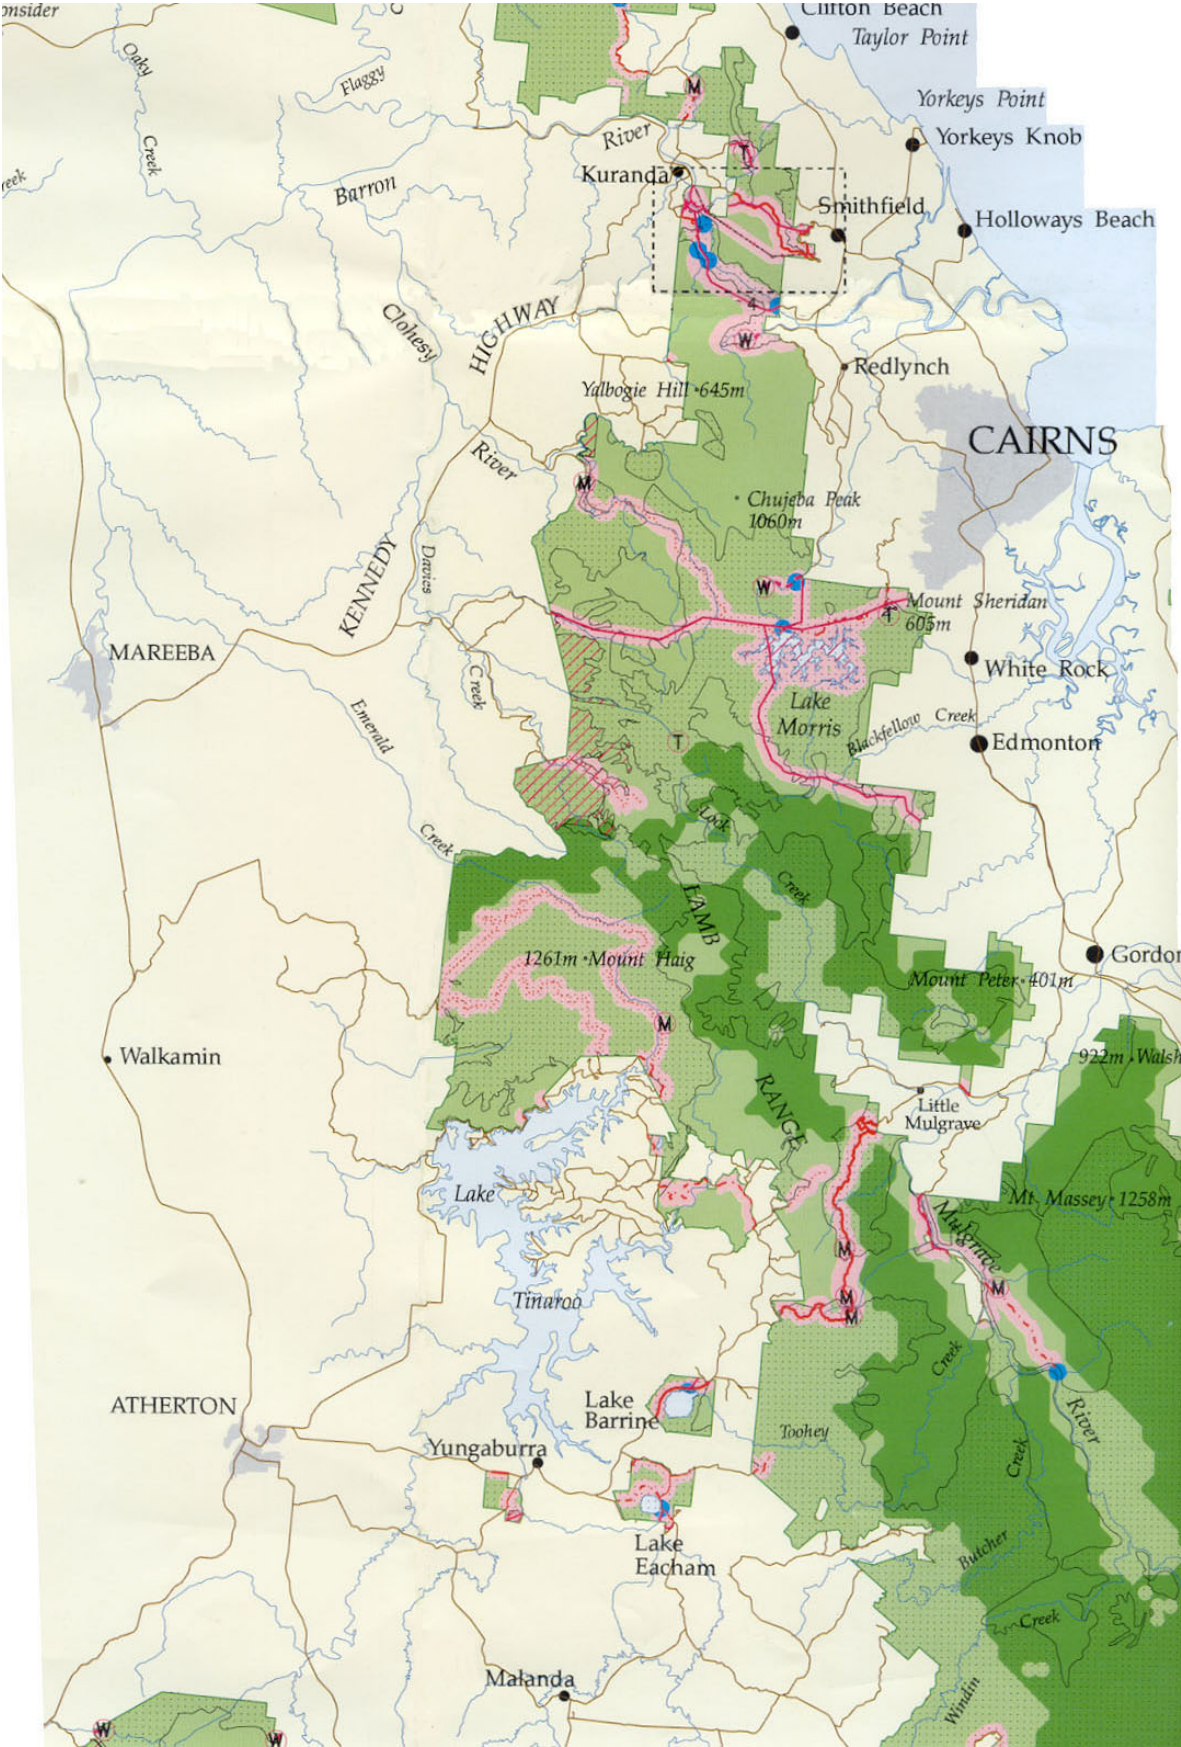 onsider
C
Clifton Beach
Taylor Point
Oaky
Flaggy
Yorkeys Point
M
Creek
River
Yorkeys Knob
T
reek
Kuranda
Barron
Smithfield
Holloways Beach
4
Clohesy
HIGHWAY
W
Redlynch
Yalbogie Hill 645m
CAIRNS
River
M
Chujeba Peak
1060m
KENNEDY
Davies
W
Mount Sheridan
605m
4
MAREEBA
White Rock
Creek
Lake
Morris
Emerald
Blackfellow Creek
T
Edmonton
Lock
Creek
Creek
LAMB
1261m Mount Haig
Gordon
Mount Peter 401m
M
Walkamin
922m Walsh
RANGE
Little
Mulgrave
Lake
Mt Massey 1258m
Mulgrave
M
M
Tinaroo
M
M
Creek
Lake
Barrine
ATHERTON
Toohey
River
Yungaburra
Creek
Lake
Eacham
Butcher
Creek
Malanda
Windin
W
W